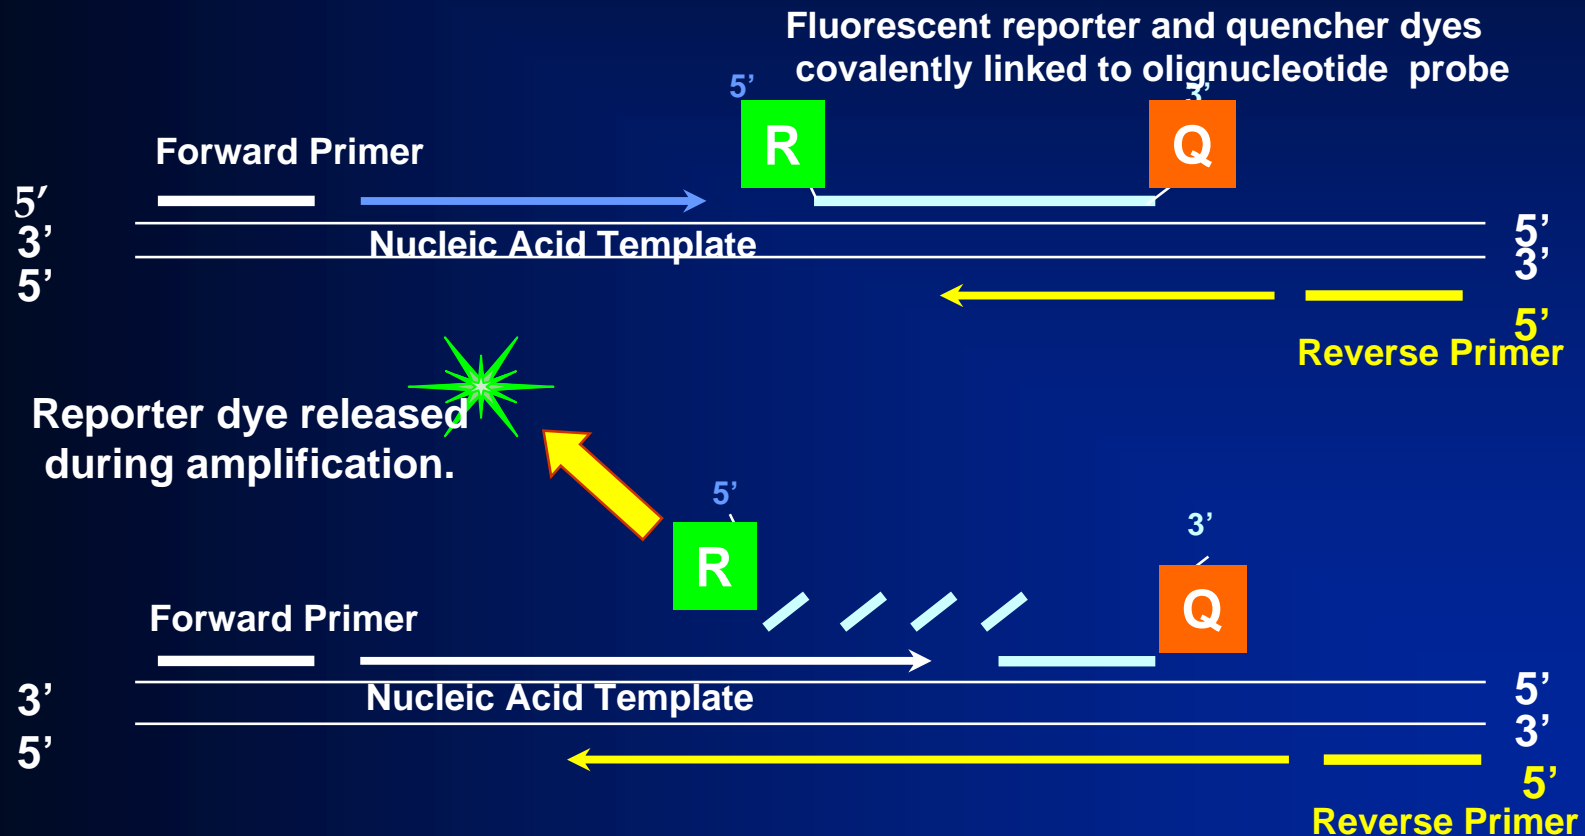 Fluorescent reporter and quencher dyes
covalently linked to olignucleotide probe
5’
3’
R
Q
Forward Primer
5′
3’
Nucleic Acid Template
5’
5’
3’
5’
Reverse Primer
Reporter dye released
during amplification.
5’
3’
R
Q
Forward Primer
3’
Nucleic Acid Template
5’
5’
3’
5’
Reverse Primer